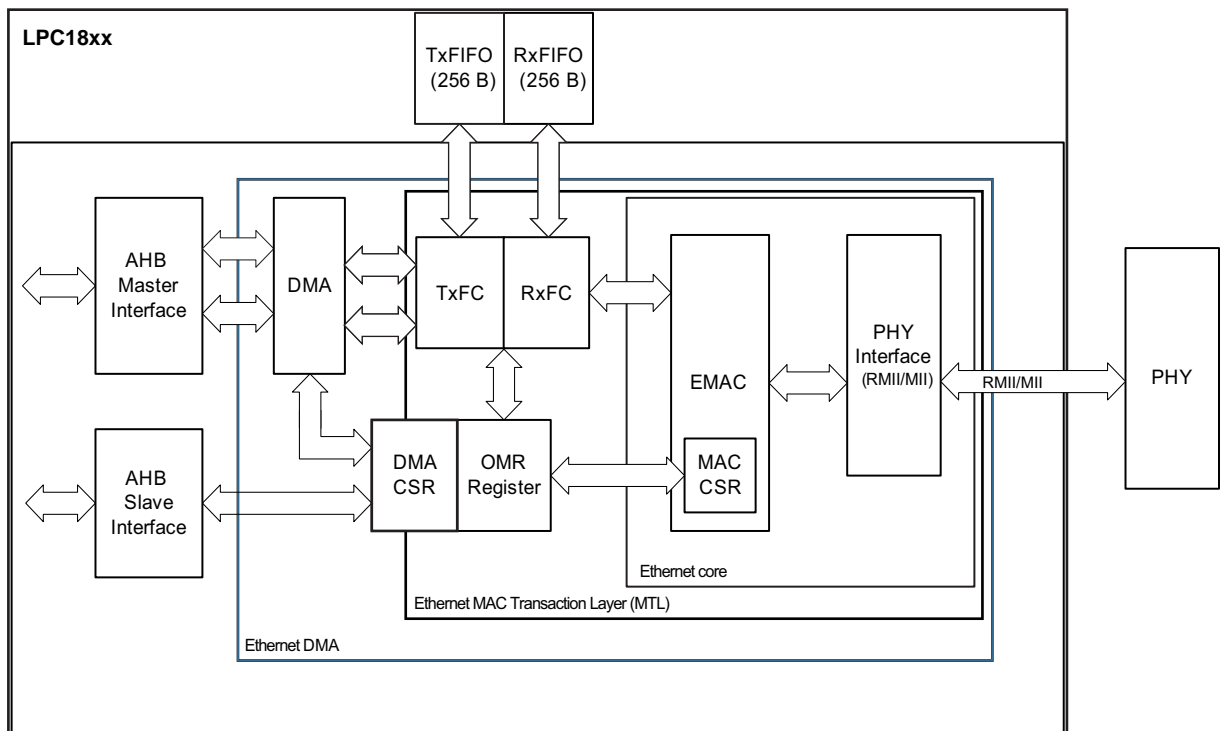 LPC18xx
TxFIFO
(256 B)
RxFIFO
(256 B)
AHB
Master
Interface
DMA
TxFC
RxFC
EMAC
PHY
Interface
(RMII/MII)
RMII/MII
PHY
AHB
Slave
Interface
DMA
CSR
OMR
Register
MAC
CSR
Ethernet core
Ethernet MAC Transaction Layer (MTL)
Ethernet DMA